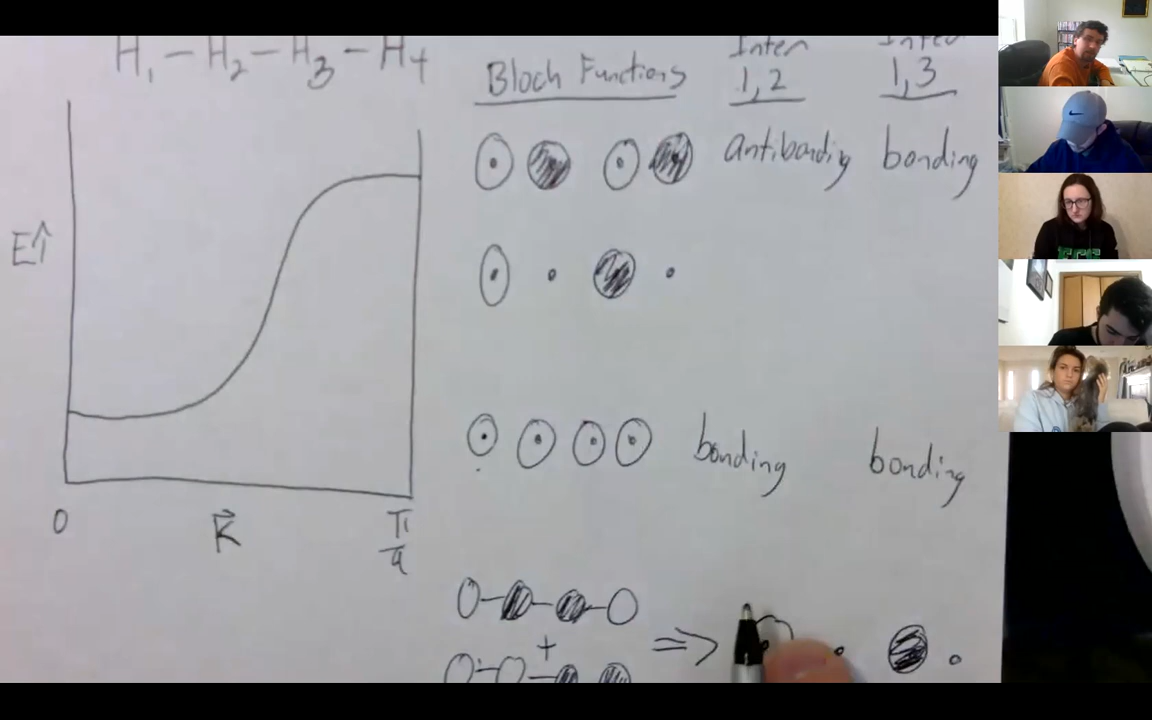 H₁ – H₂ – H₃ – H₄
Bloch Functions
Inter
1,2
Inter
1,3
antibonding bonding
E↑
bonding bonding
0
K⃗
π/a
+
⇒